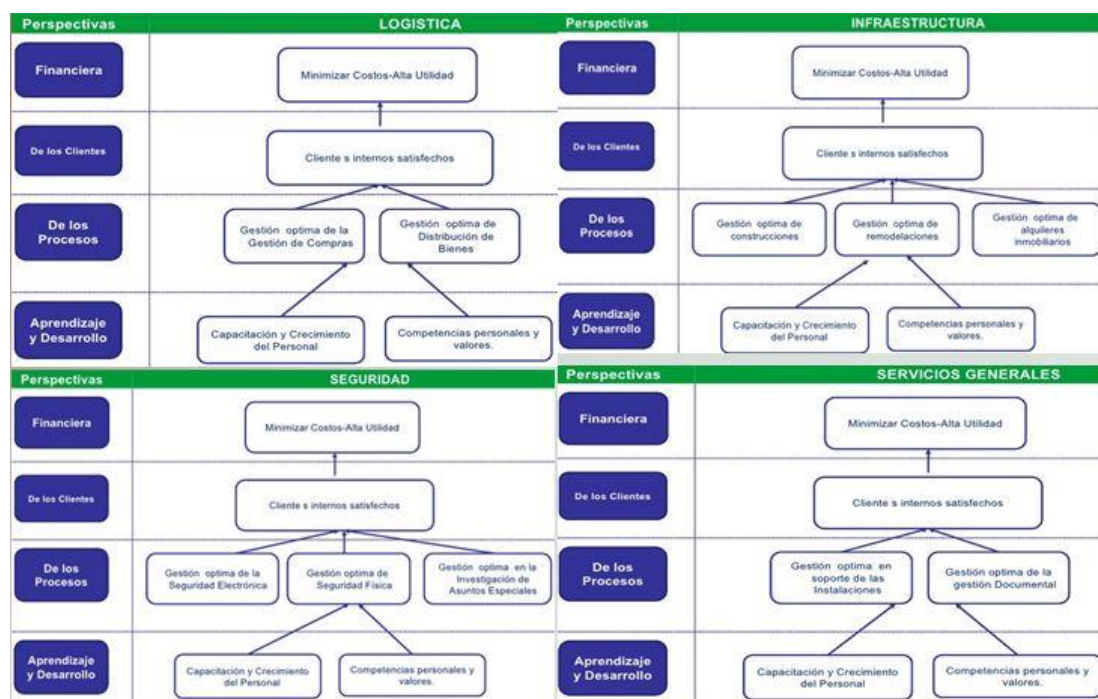 Perspectivas
LOGISTICA
Financiera
Minimizar Costos-Alta Utilidad
De los Clientes
Cliente s internos satisfechos
De los
Procesos
Gestión optima de la
Gestión de Compras
Gestión optima de
Distribución de
Bienes
Aprendizaje
y Desarrollo
Capacitación y Crecimiento
del Personal
Competencias personales y
valores.
Perspectivas
INFRAESTRUCTURA
Financiera
Minimizar Costos-Alta Utilidad
De los Clientes
Cliente s internos satisfechos
De los
Procesos
Gestión optima de
construcciones
Gestión optima de
remodelaciones
Gestión optima de
alquileres
inmobiliarios
Aprendizaje
y Desarrollo
Capacitación y Crecimiento
del Personal
Competencias personales y
valores.
Perspectivas
SEGURIDAD
Financiera
Minimizar Costos-Alta Utilidad
De los Clientes
Cliente s internos satisfechos
De los
Procesos
Gestión optima de la
Seguridad Electrónica
Gestión optima de
Seguridad Física
Gestión optima en la
Investigación de
Asuntos Especiales
Aprendizaje
y Desarrollo
Capacitación y Crecimiento
del Personal
Competencias personales y
valores.
Perspectivas
SERVICIOS GENERALES
Financiera
Minimizar Costos-Alta Utilidad
De los Clientes
Cliente s internos satisfechos
De los
Procesos
Gestión optima en
soporte de las
Instalaciones
Gestión optima de la
gestión Documental
Aprendizaje
y Desarrollo
Capacitación y Crecimiento
del Personal
Competencias personales y
valores.